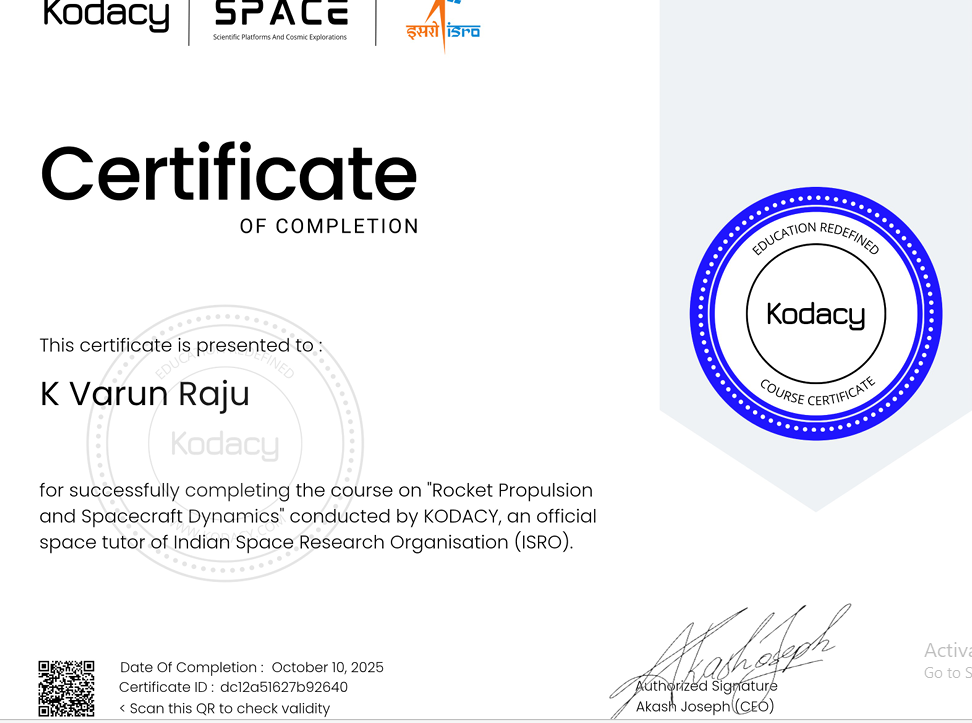 Kodacy
SPACE
Scientific Platforms And Cosmic Explorations
इसरो isro
Certificate
OF COMPLETION
EDUCATION REDEFINED
Kodacy
COURSE CERTIFICATE
This certificate is presented to :
K Varun Raju
EDUCATION REDEFINED
Kodacy
for successfully completing the course on "Rocket Propulsion
and Spacecraft Dynamics" conducted by KODACY, an official
space tutor of Indian Space Research Organisation (ISRO).
Akash Joseph
Date Of Completion : October 10, 2025
Certificate ID : dc12a51627b92640
< Scan this QR to check validity
Authorized Signature
Akash Joseph (CEO)
Activa
Go to S